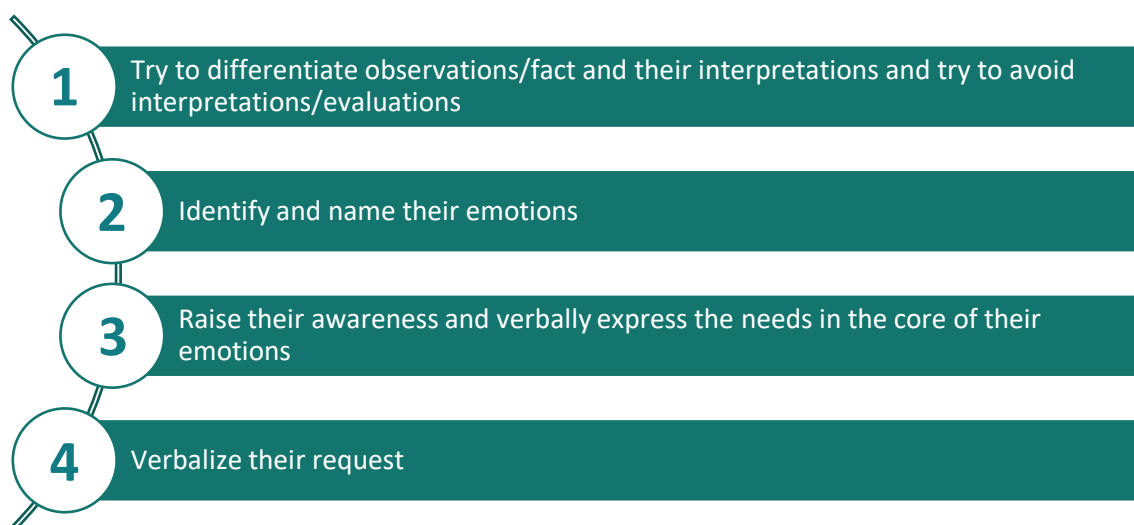 1
Try to differentiate observations/fact and their interpretations and try to avoid
interpretations/evaluations
2
Identify and name their emotions
3
Raise their awareness and verbally express the needs in the core of their
emotions
4
Verbalize their request